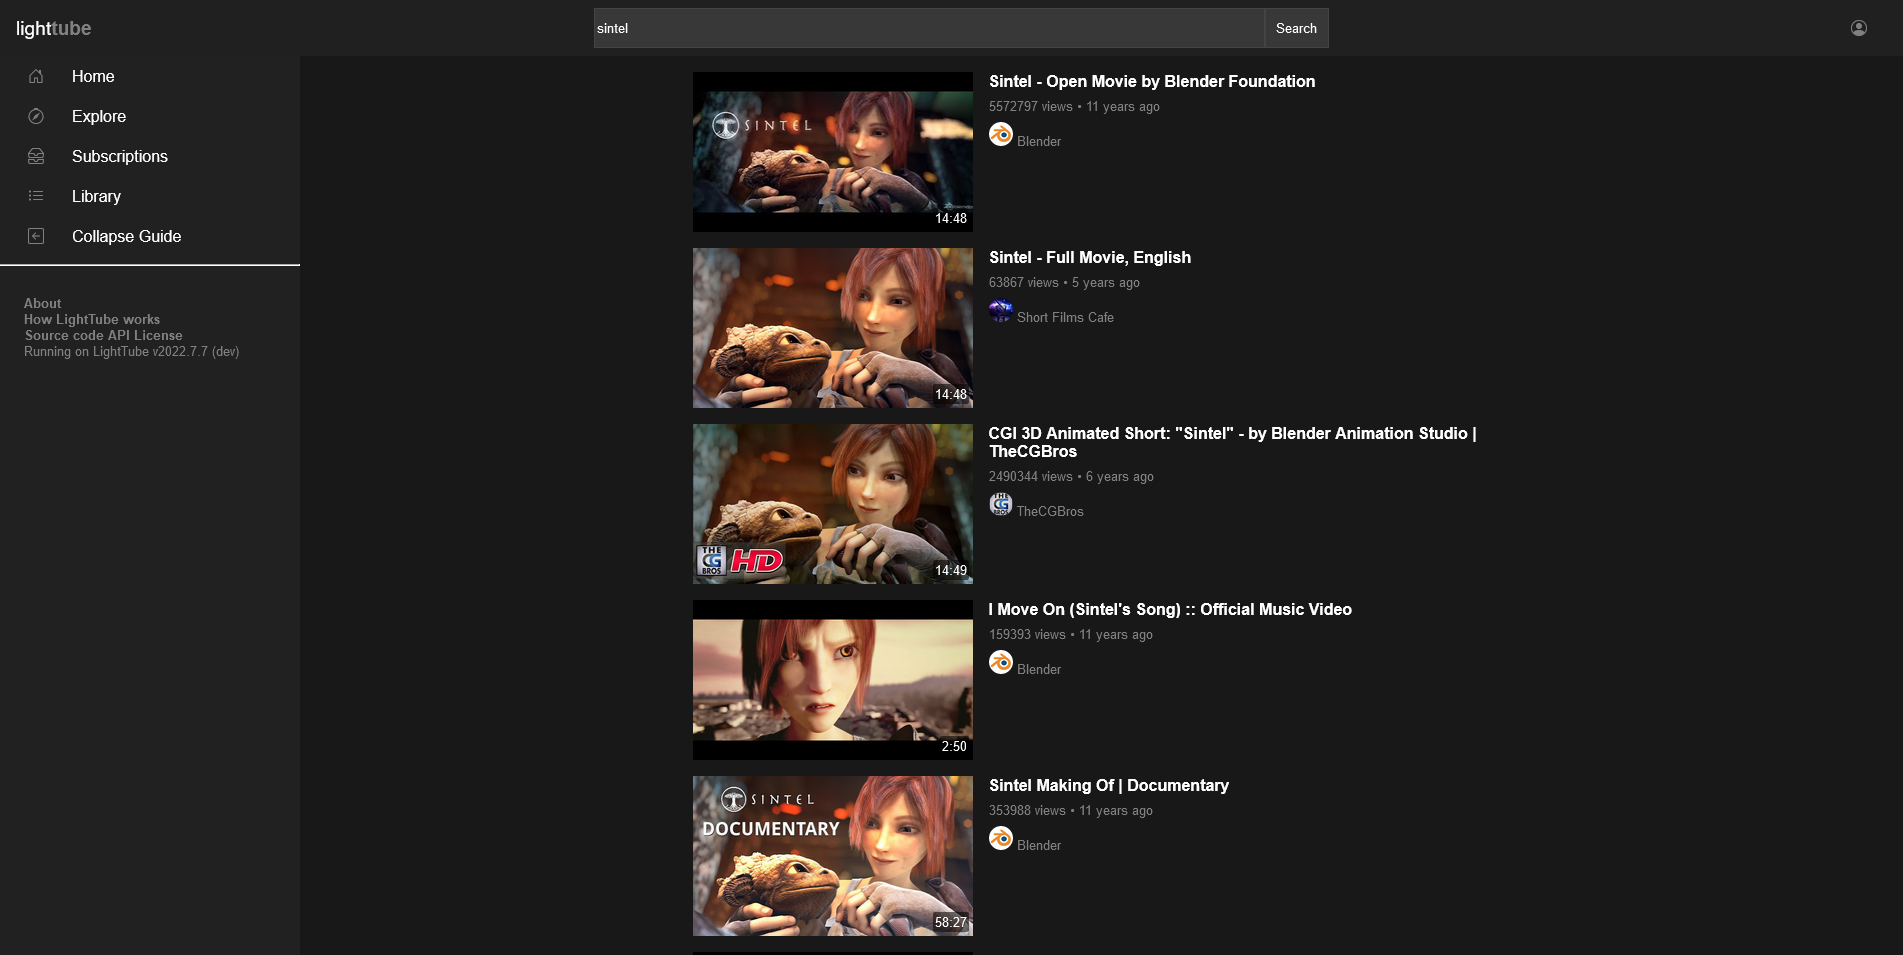 lighttube
sintel
Search
Home
Explore
Subscriptions
Library
Collapse Guide
About
How LightTube works
Source code API License
Running on LightTube v2022.7.7 (dev)
SINTEL
14:48
Sintel - Open Movie by Blender Foundation
5572797 views • 11 years ago
Blender
14:48
Sintel - Full Movie, English
63867 views • 5 years ago
Short Films Cafe
THE
CG
BROS
HD
14:49
CGI 3D Animated Short: "Sintel" - by Blender Animation Studio |
TheCGBros
2490344 views • 6 years ago
THE
CG
BROS
TheCGBros
2:50
I Move On (Sintel's Song) :: Official Music Video
159393 views • 11 years ago
Blender
SINTEL
DOCUMENTARY
58:27
Sintel Making Of | Documentary
353988 views • 11 years ago
Blender